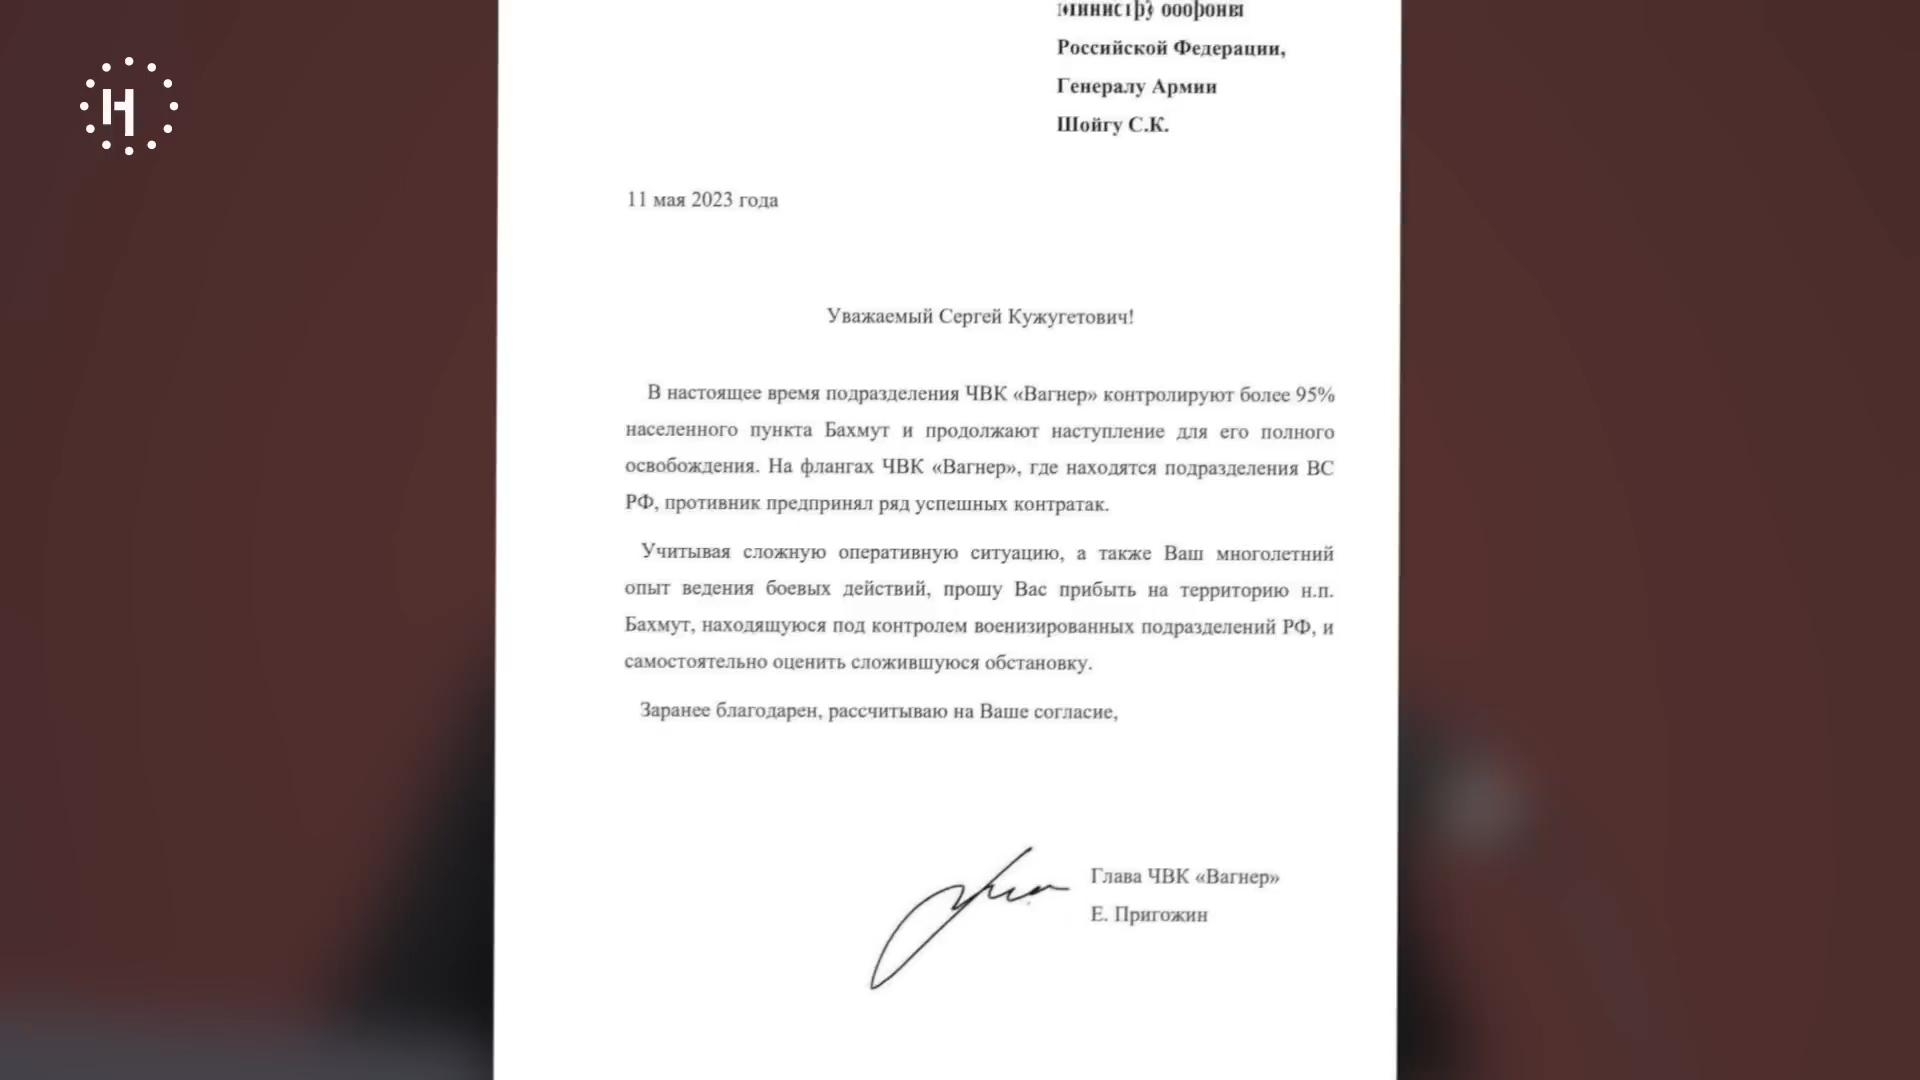 Министру обороны
Российской Федерации,
Генералу Армии
Шойгу С.К.
11 мая 2023 года
Уважаемый Сергей Кужугетович!
В настоящее время подразделения ЧВК «Вагнер» контролируют более 95%
населенного пункта Бахмут и продолжают наступление для его полного
освобождения. На флангах ЧВК «Вагнер», где находятся подразделения ВС
РФ, противник предпринял ряд успешных контратак.
Учитывая сложную оперативную ситуацию, а также Ваш многолетний
опыт ведения боевых действий, прошу Вас прибыть на территорию н.п.
Бахмут, находящуюся под контролем военизированных подразделений РФ, и
самостоятельно оценить сложившуюся обстановку.
Заранее благодарен, рассчитываю на Ваше согласие,
Глава ЧВК «Вагнер»
Е. Пригожин